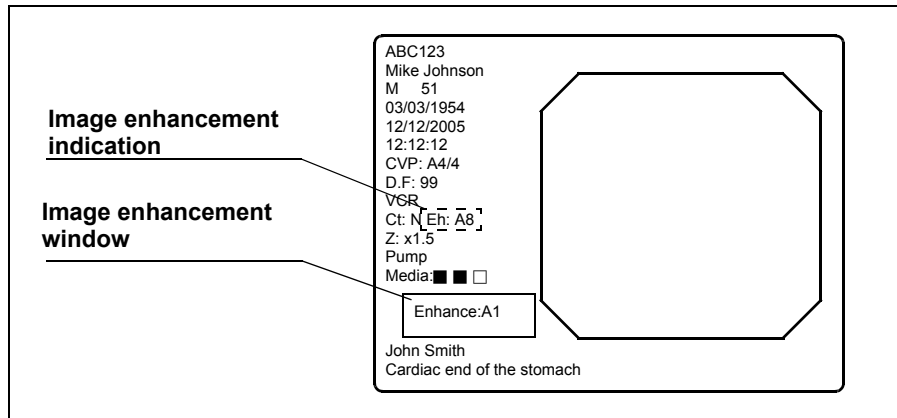 Image enhancement
indication
Image enhancement
window
ABC123
Mike Johnson
M 51
03/03/1954
12/12/2005
12:12:12
CVP: A4/4
D.F: 99
VCR
Ct: N Eh: A8
Z: x1.5
Pump
Media:■ ■ □
Enhance:A1
John Smith
Cardiac end of the stomach